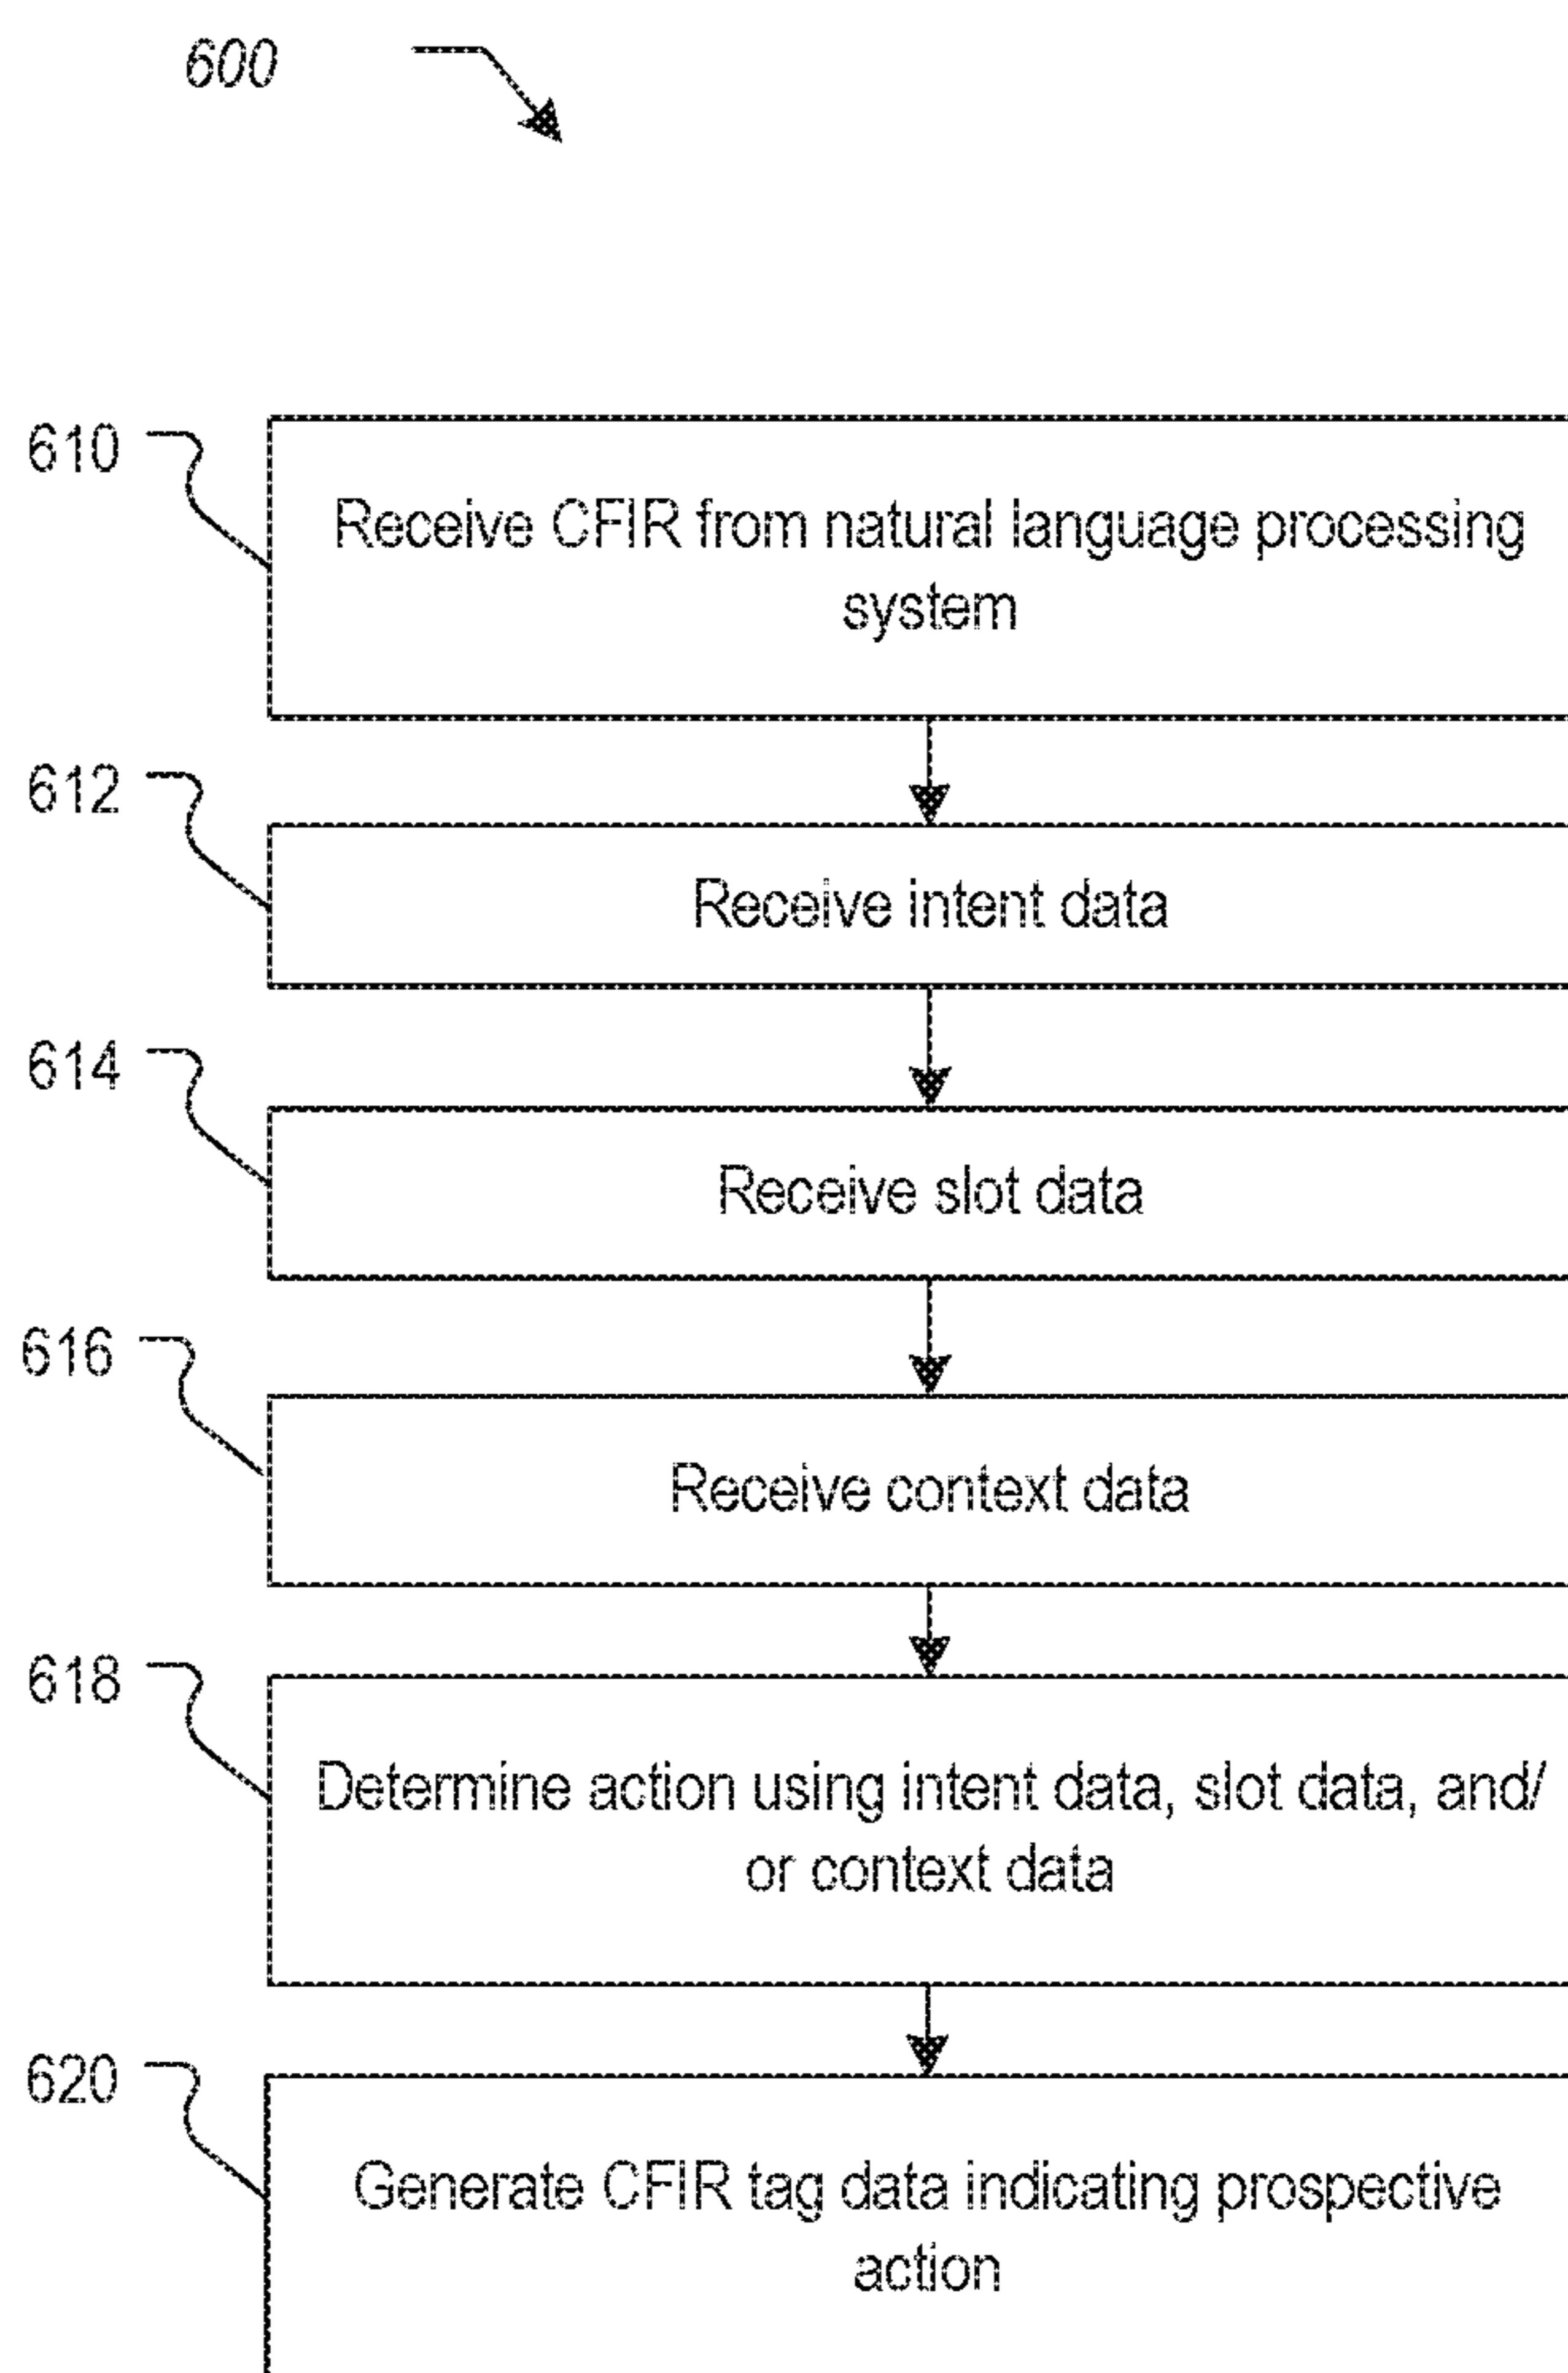 600
610
Receive CFIR from natural language processing
system
612
Receive intent data
614
Receive slot data
616
Receive context data
618
Determine action using intent data, slot data, and/
or context data
620
Generate CFIR tag data indicating prospective
action